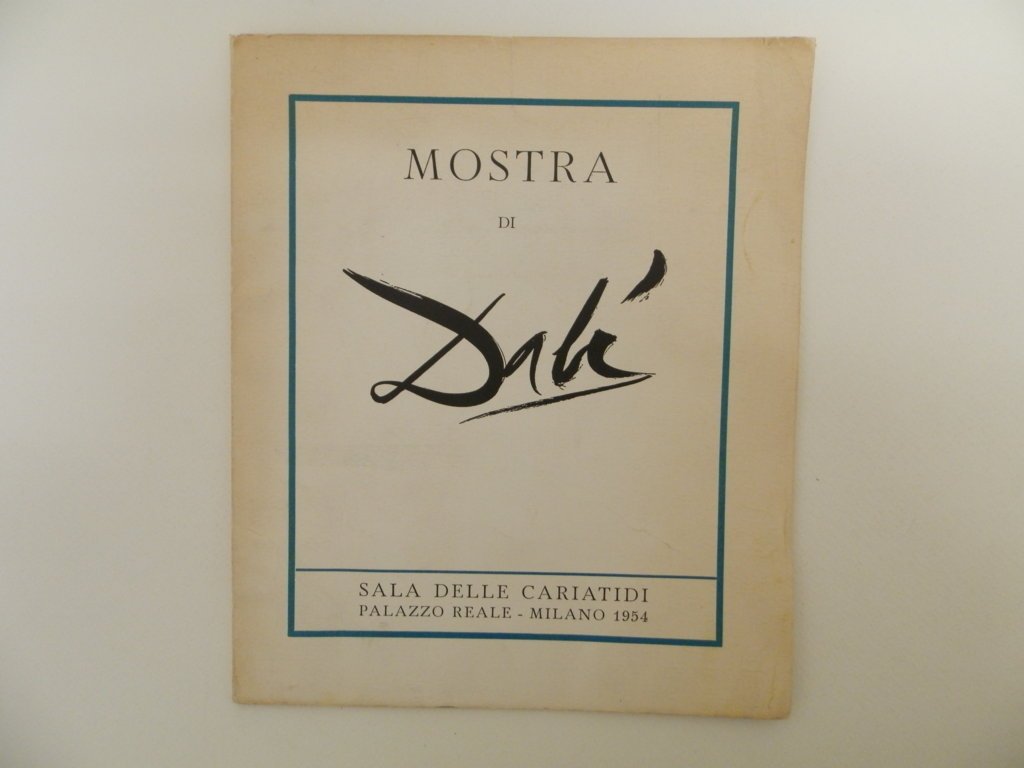 MOSTRA
DI
Dalí
SALA DELLE CARIATIDI
PALAZZO REALE - MILANO 1954